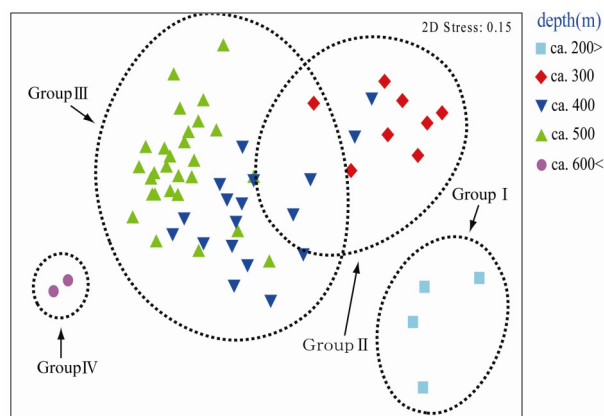 2D Stress: 0.15
depth(m)
ca. 200>
ca. 300
ca. 400
ca. 500
ca. 600<
GroupⅢ
Group Ⅰ
Group Ⅱ
GroupⅣ